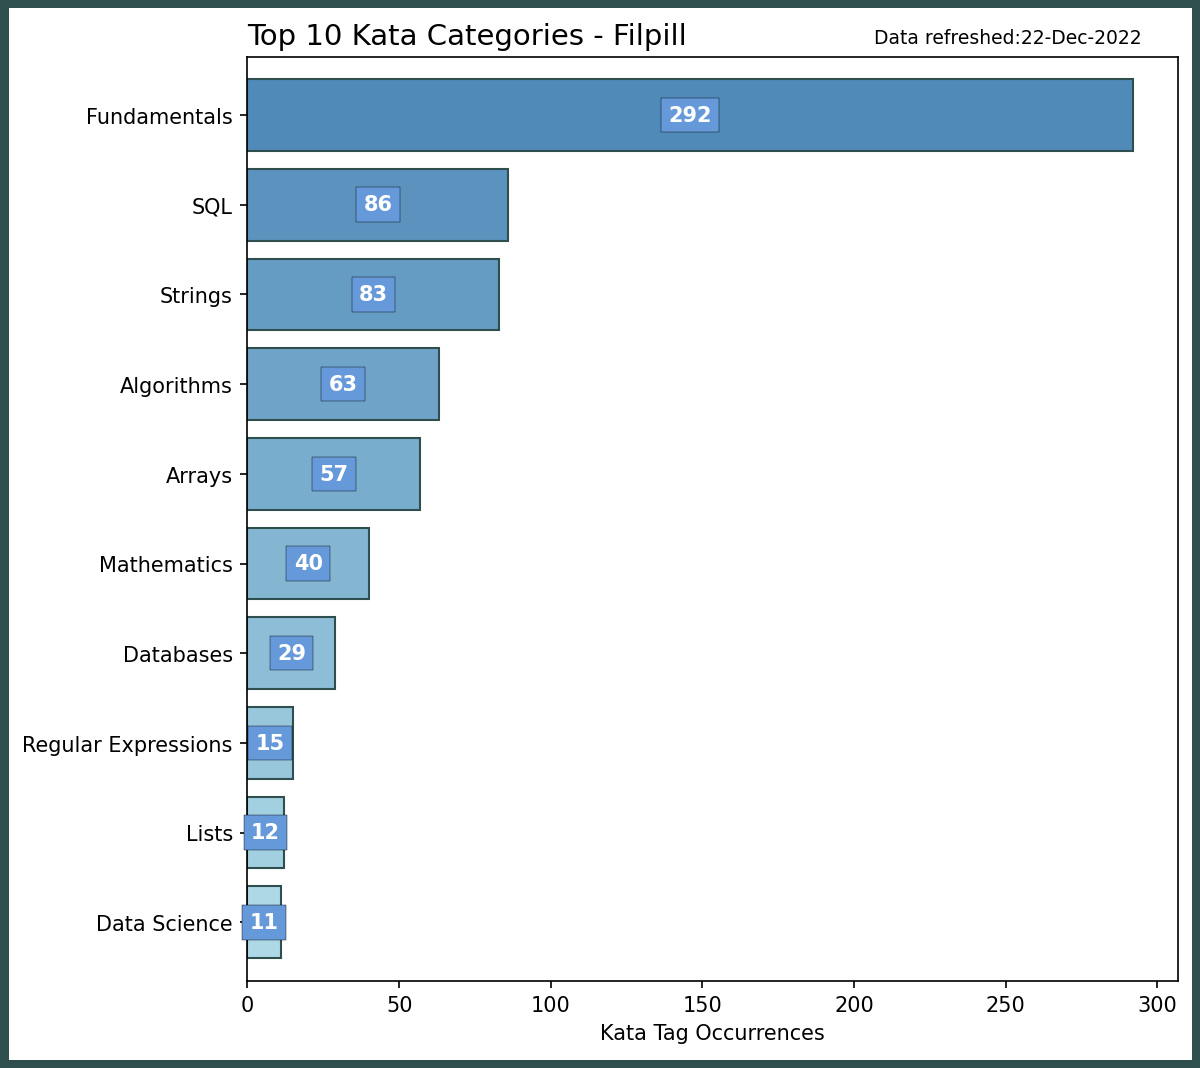 Top 10 Kata Categories - Filpill
Data refreshed:22-Dec-2022
Fundamentals
292
SQL
86
Strings
83
Algorithms
63
Arrays
57
Mathematics
40
Databases
29
Regular Expressions
15
Lists
12
Data Science
11
0 50 100 150 200 250 300
Kata Tag Occurrences